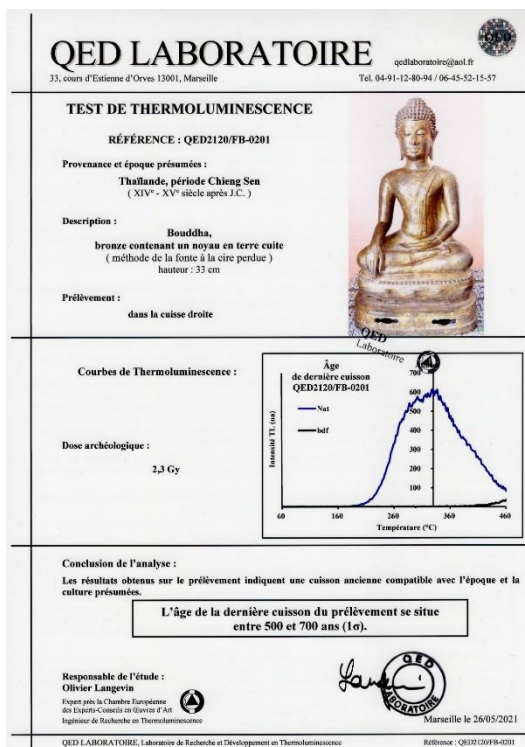 QED
QED LABORATOIRE
qedlaboratoire@aol.fr
33, cours d'Estienne d'Orves 13001, Marseille
Tel. 04-91-12-80-94 / 06-45-52-15-57
TEST DE THERMOLUMINESCENCE
RÉFÉRENCE : QED2120/FB-0201
Provenance et époque présumées :
Thaïlande, période Chieng Sen
( XIVᵉ - XVᵉ siècle après J.C. )
Description :
Bouddha,
bronze contenant un noyau en terre cuite
( méthode de la fonte à la cire perdue )
hauteur : 33 cm
Prélèvement :
dans la cuisse droite
QED
Laboratoire
Courbes de Thermoluminescence :
Âge
de dernière cuisson
QED2120/FB-0201
Nat
bdf
Intensité TL (ua)
700
600
500
400
300
200
100
60 160 260 360 460
Température (°C)
Dose archéologique :
2,3 Gy
Conclusion de l'analyse :
Les résultats obtenus sur le prélèvement indiquent une cuisson ancienne compatible avec l'époque et la
culture présumées.
L'âge de la dernière cuisson du prélèvement se situe
entre 500 et 700 ans (1σ).
Responsable de l'étude :
Olivier Langevin
Expert près la Chambre Européenne
des Experts-Conseils en Œuvres d'Art
Ingénieur de Recherche en Thermoluminescence
QED
LABORATOIRE
Marseille le 26/05/2021
QED LABORATOIRE, Laboratoire de Recherche et Développement en Thermoluminescence
Référence : QED2120/FB-0201